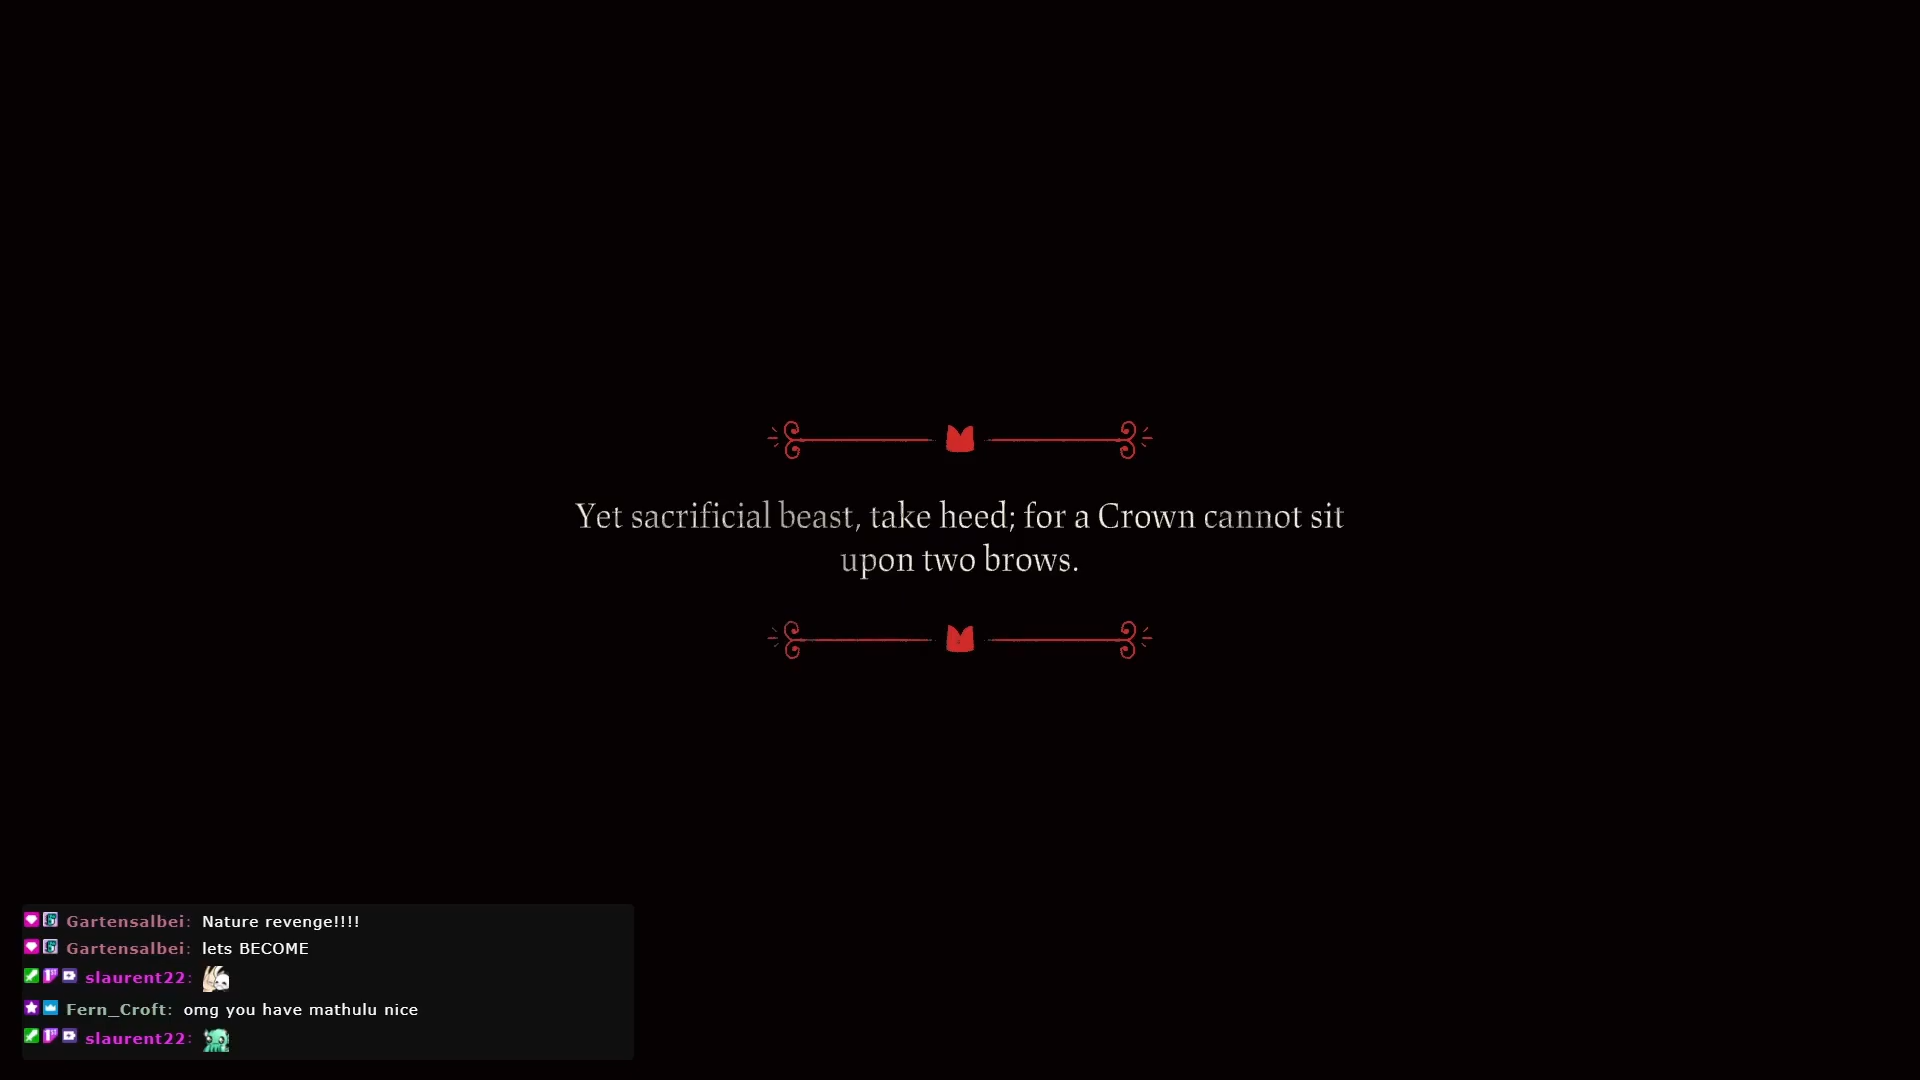 Yet sacrificial beast, take heed; for a Crown cannot sit
upon two brows.
Gartensalbei: Nature revenge!!!!
Gartensalbei: lets BECOME
slaurent22:
Fern_Croft: omg you have mathulu nice
slaurent22: